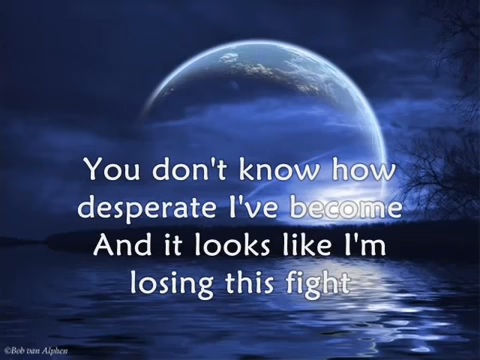 You don't know how
desperate I've become
And it looks like I'm
losing this fight
©Bob van Alphen